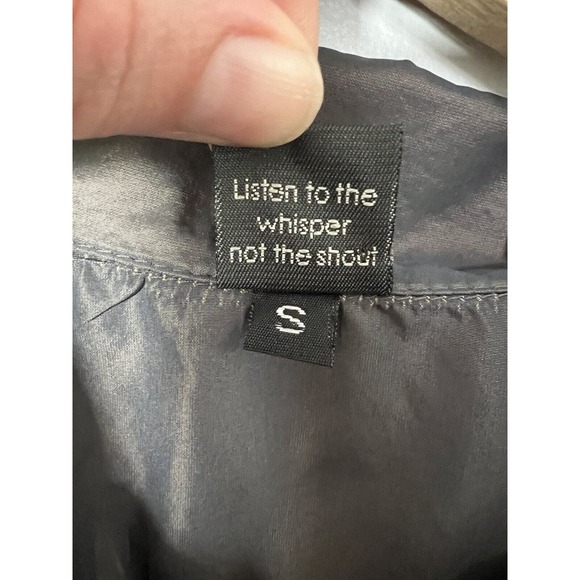 Listen to the
whisper
not the shout
S